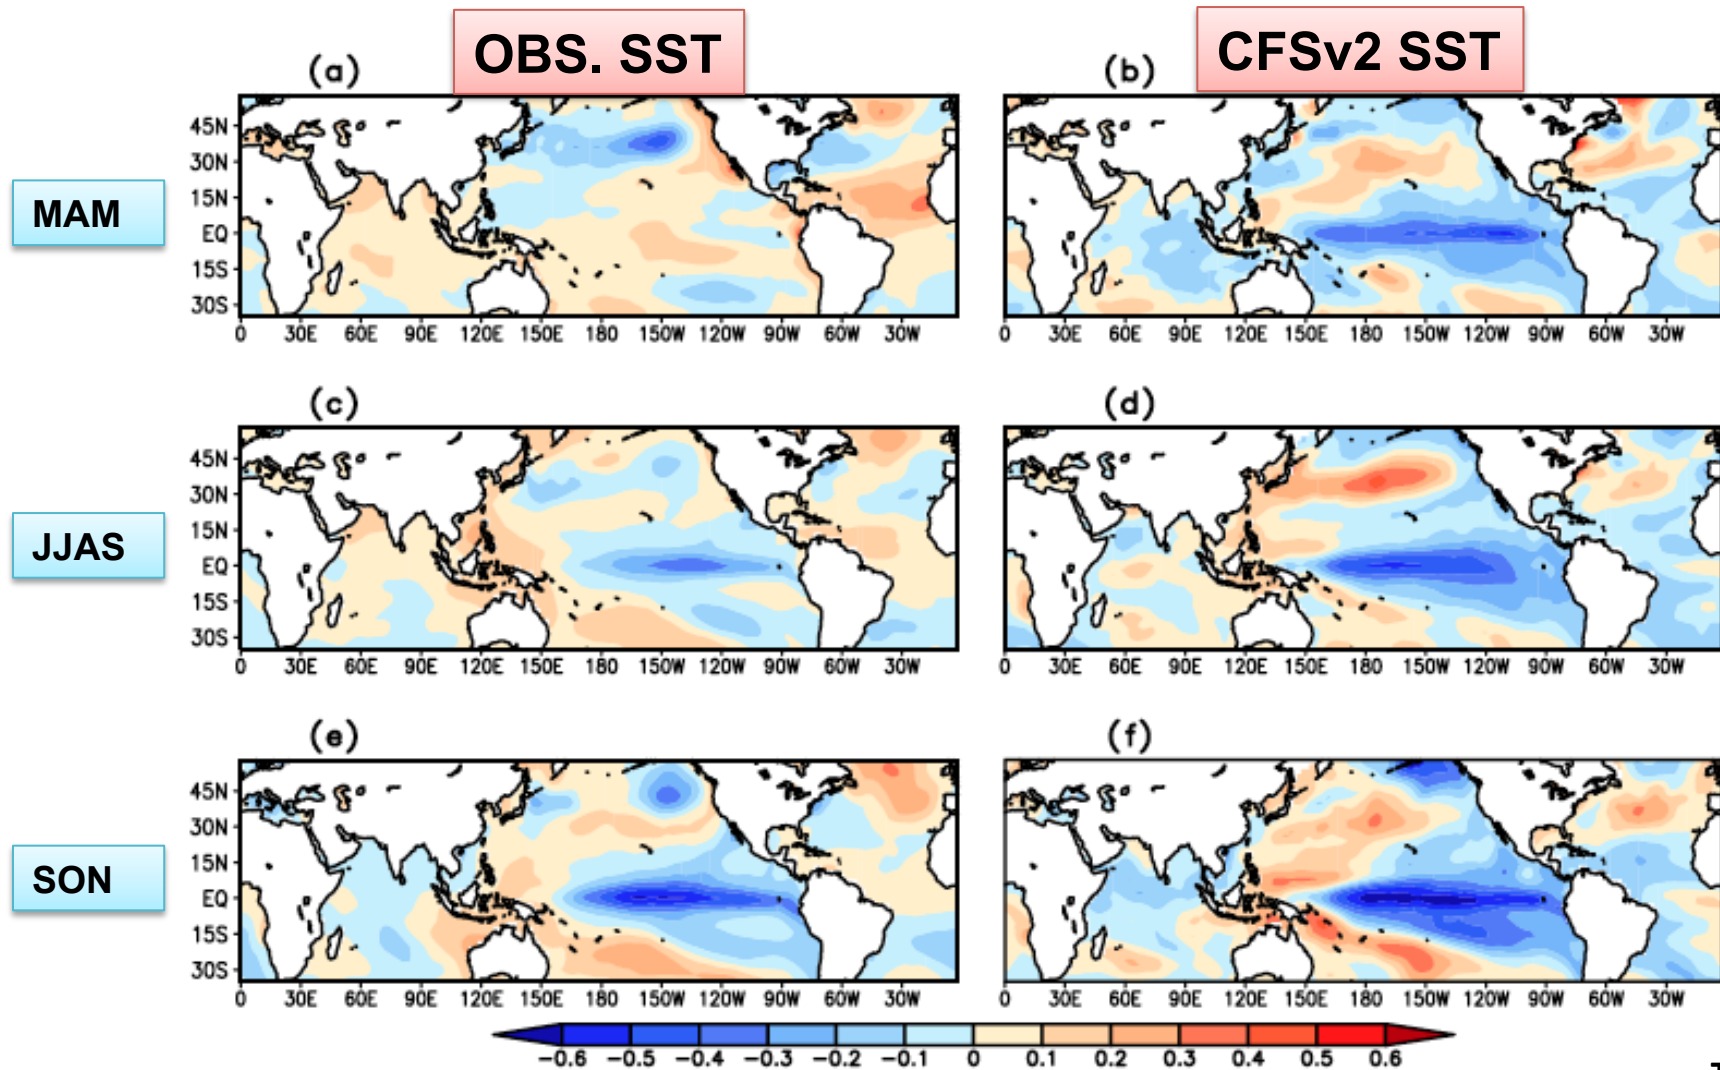 OBS. SST
CFSv2 SST
(a)
(b)
MAM
45N
30N
15N
EQ
15S
30S
0 30E 60E 90E 120E 150E 180 150W 120W 90W 60W 30W
0 30E 60E 90E 120E 150E 180 150W 120W 90W 60W 30W
(c)
(d)
JJAS
45N
30N
15N
EQ
15S
30S
0 30E 60E 90E 120E 150E 180 150W 120W 90W 60W 30W
0 30E 60E 90E 120E 150E 180 150W 120W 90W 60W 30W
(e)
(f)
SON
45N
30N
15N
EQ
15S
30S
0 30E 60E 90E 120E 150E 180 150W 120W 90W 60W 30W
0 30E 60E 90E 120E 150E 180 150W 120W 90W 60W 30W
-0.6 -0.5 -0.4 -0.3 -0.2 -0.1 0 0.1 0.2 0.3 0.4 0.5 0.6